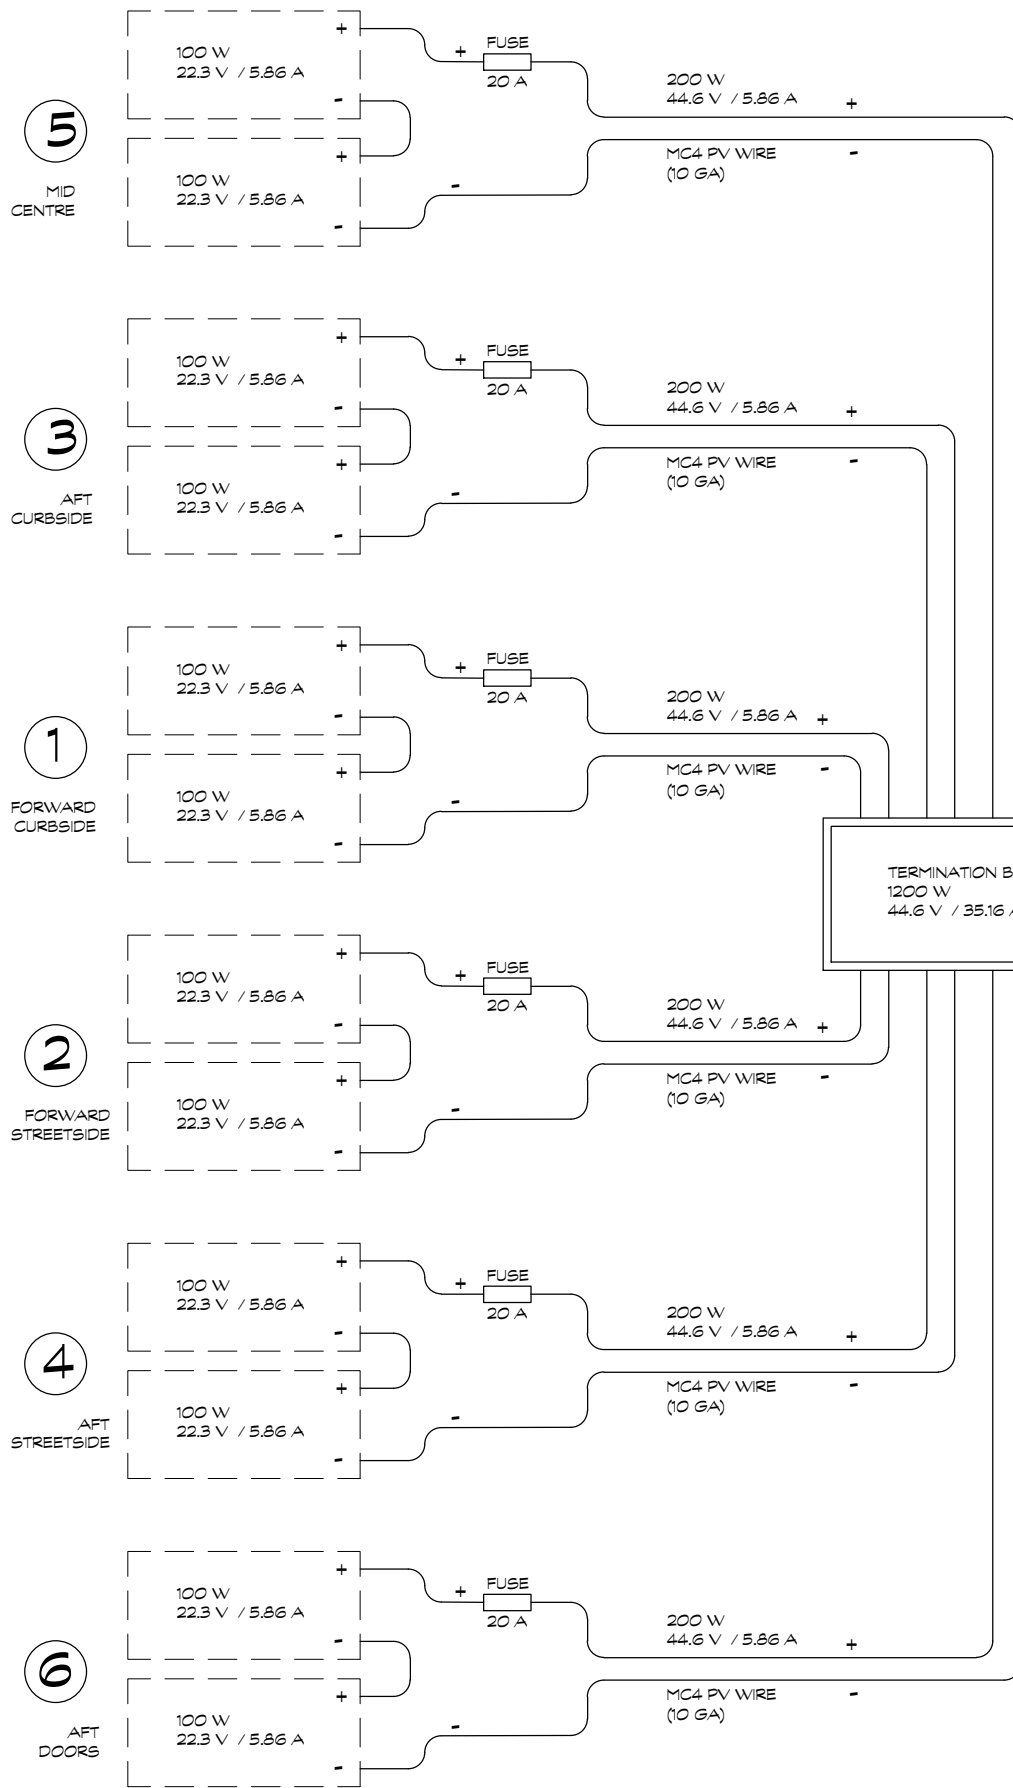 +
100 W
22.3 V / 5.86 A
-
+
100 W
22.3 V / 5.86 A
-
5
MID
CENTRE
+
FUSE
20 A
-
200 W
44.6 V / 5.86 A
+
MC4 PV WIRE
(10 GA)
-
+
100 W
22.3 V / 5.86 A
-
+
100 W
22.3 V / 5.86 A
-
3
AFT
CURBSIDE
+
FUSE
20 A
-
200 W
44.6 V / 5.86 A
+
MC4 PV WIRE
(10 GA)
-
+
100 W
22.3 V / 5.86 A
-
+
100 W
22.3 V / 5.86 A
-
1
FORWARD
CURBSIDE
+
FUSE
20 A
-
200 W
44.6 V / 5.86 A
+
MC4 PV WIRE
(10 GA)
-
TERMINATION B
1200 W
44.6 V / 35.16
+
100 W
22.3 V / 5.86 A
-
+
100 W
22.3 V / 5.86 A
-
2
FORWARD
STREETSIDE
+
FUSE
20 A
-
200 W
44.6 V / 5.86 A
+
MC4 PV WIRE
(10 GA)
-
+
100 W
22.3 V / 5.86 A
-
+
100 W
22.3 V / 5.86 A
-
4
AFT
STREETSIDE
+
FUSE
20 A
-
200 W
44.6 V / 5.86 A
+
MC4 PV WIRE
(10 GA)
-
+
100 W
22.3 V / 5.86 A
-
+
100 W
22.3 V / 5.86 A
-
6
AFT
DOORS
+
FUSE
20 A
-
200 W
44.6 V / 5.86 A
+
MC4 PV WIRE
(10 GA)
-